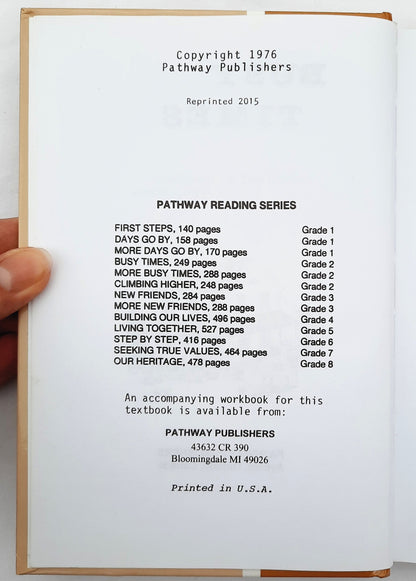 Copyright 1976
Pathway Publishers
Reprinted 2015
PATHWAY READING SERIES
FIRST STEPS, 140 pages Grade 1
DAYS GO BY, 158 pages Grade 1
MORE DAYS GO BY, 170 pages Grade 1
BUSY TIMES, 249 pages Grade 2
MORE BUSY TIMES, 288 pages Grade 2
CLIMBING HIGHER, 248 pages Grade 2
NEW FRIENDS, 284 pages Grade 3
MORE NEW FRIENDS, 288 pages Grade 3
BUILDING OUR LIVES, 496 pages Grade 4
LIVING TOGETHER, 527 pages Grade 5
STEP BY STEP, 416 pages Grade 6
SEEKING TRUE VALUES, 464 pages Grade 7
OUR HERITAGE, 478 pages Grade 8
An accompanying workbook for this
textbook is available from:
PATHWAY PUBLISHERS
43632 CR 390
Bloomingdale MI 49026
Printed in U.S.A.